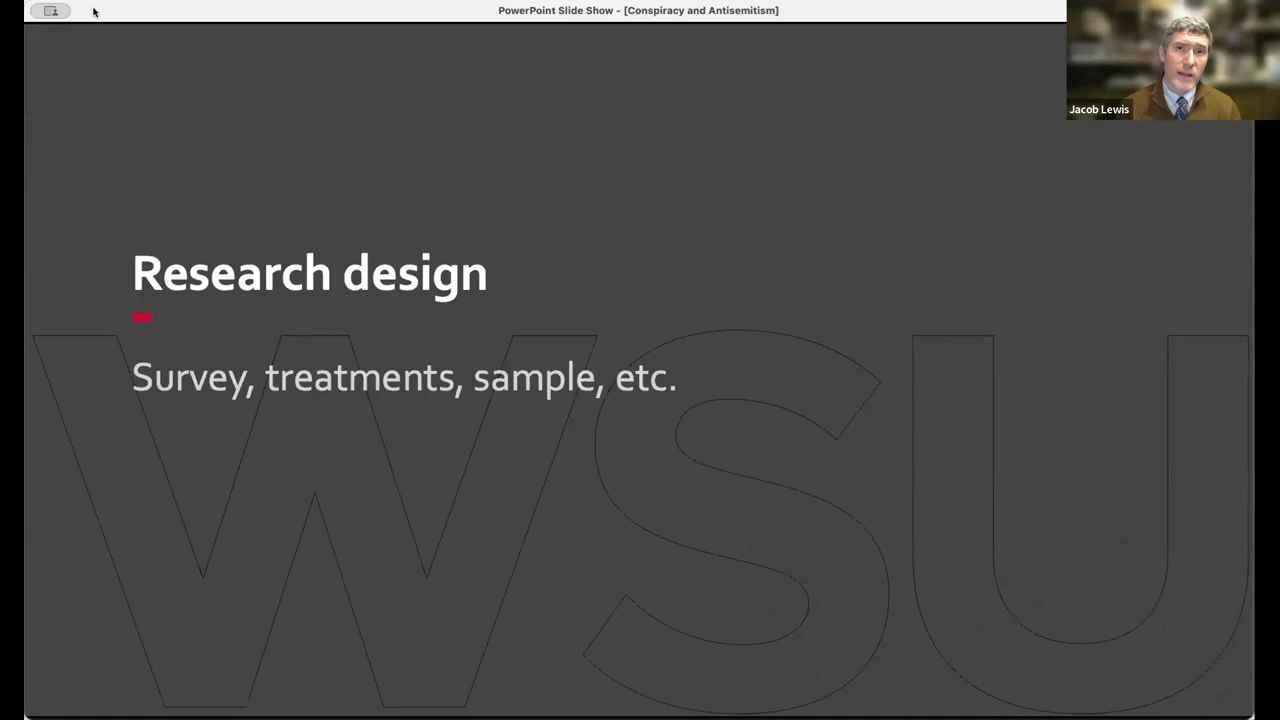 PowerPoint Slide Show - [Conspiracy and Antisemitism]
Jacob Lewis
Research design
Survey, treatments, sample, etc.
WSU